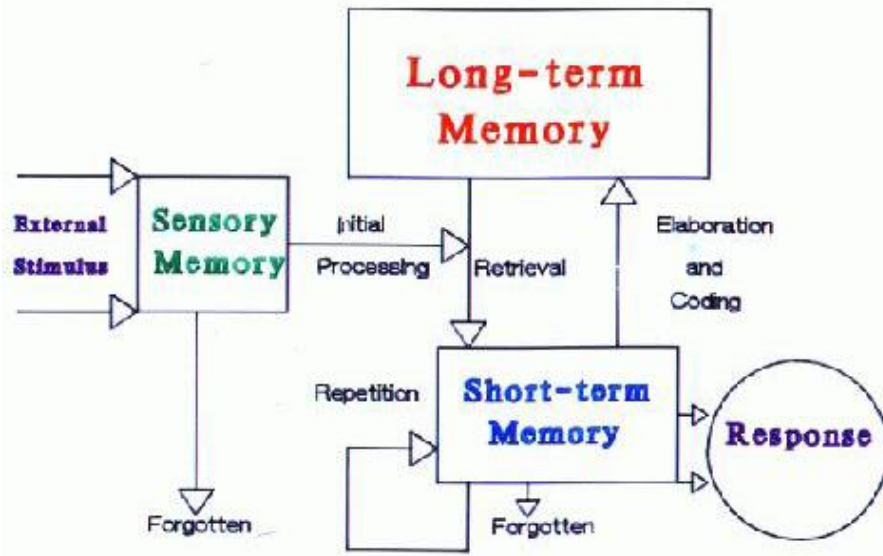 Long-term
Memory
External
Stimulus
Sensory
Memory
Initial
Processing
Retrieval
Elaboration
and
Coding
Repetition
Short-term
Memory
Response
Forgotten
Forgotten